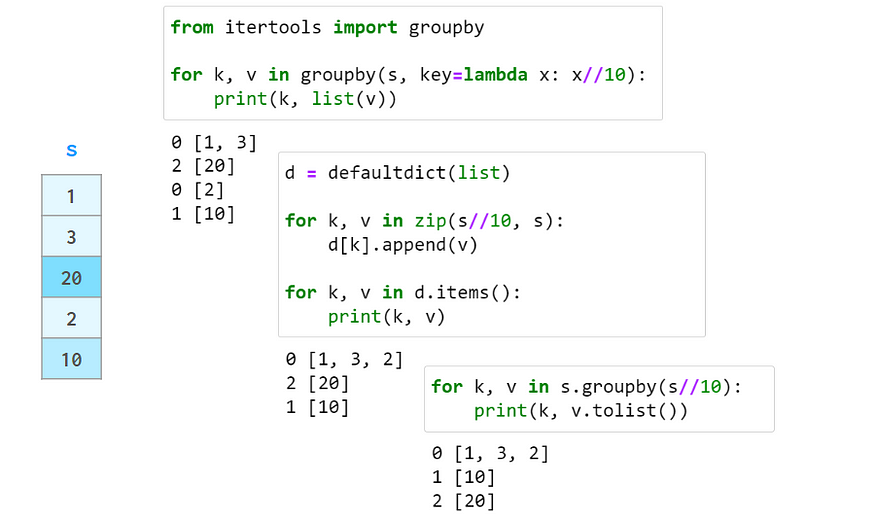 from itertools import groupby
for k, v in groupby(s, key=lambda x: x//10):
    print(k, list(v))
0 [1, 3]
2 [20]
0 [2]
1 [10]
s
1
3
20
2
10
d = defaultdict(list)
for k, v in zip(s//10, s):
    d[k].append(v)
for k, v in d.items():
    print(k, v)
0 [1, 3, 2]
2 [20]
1 [10]
for k, v in s.groupby(s//10):
    print(k, v.tolist())
0 [1, 3, 2]
1 [10]
2 [20]